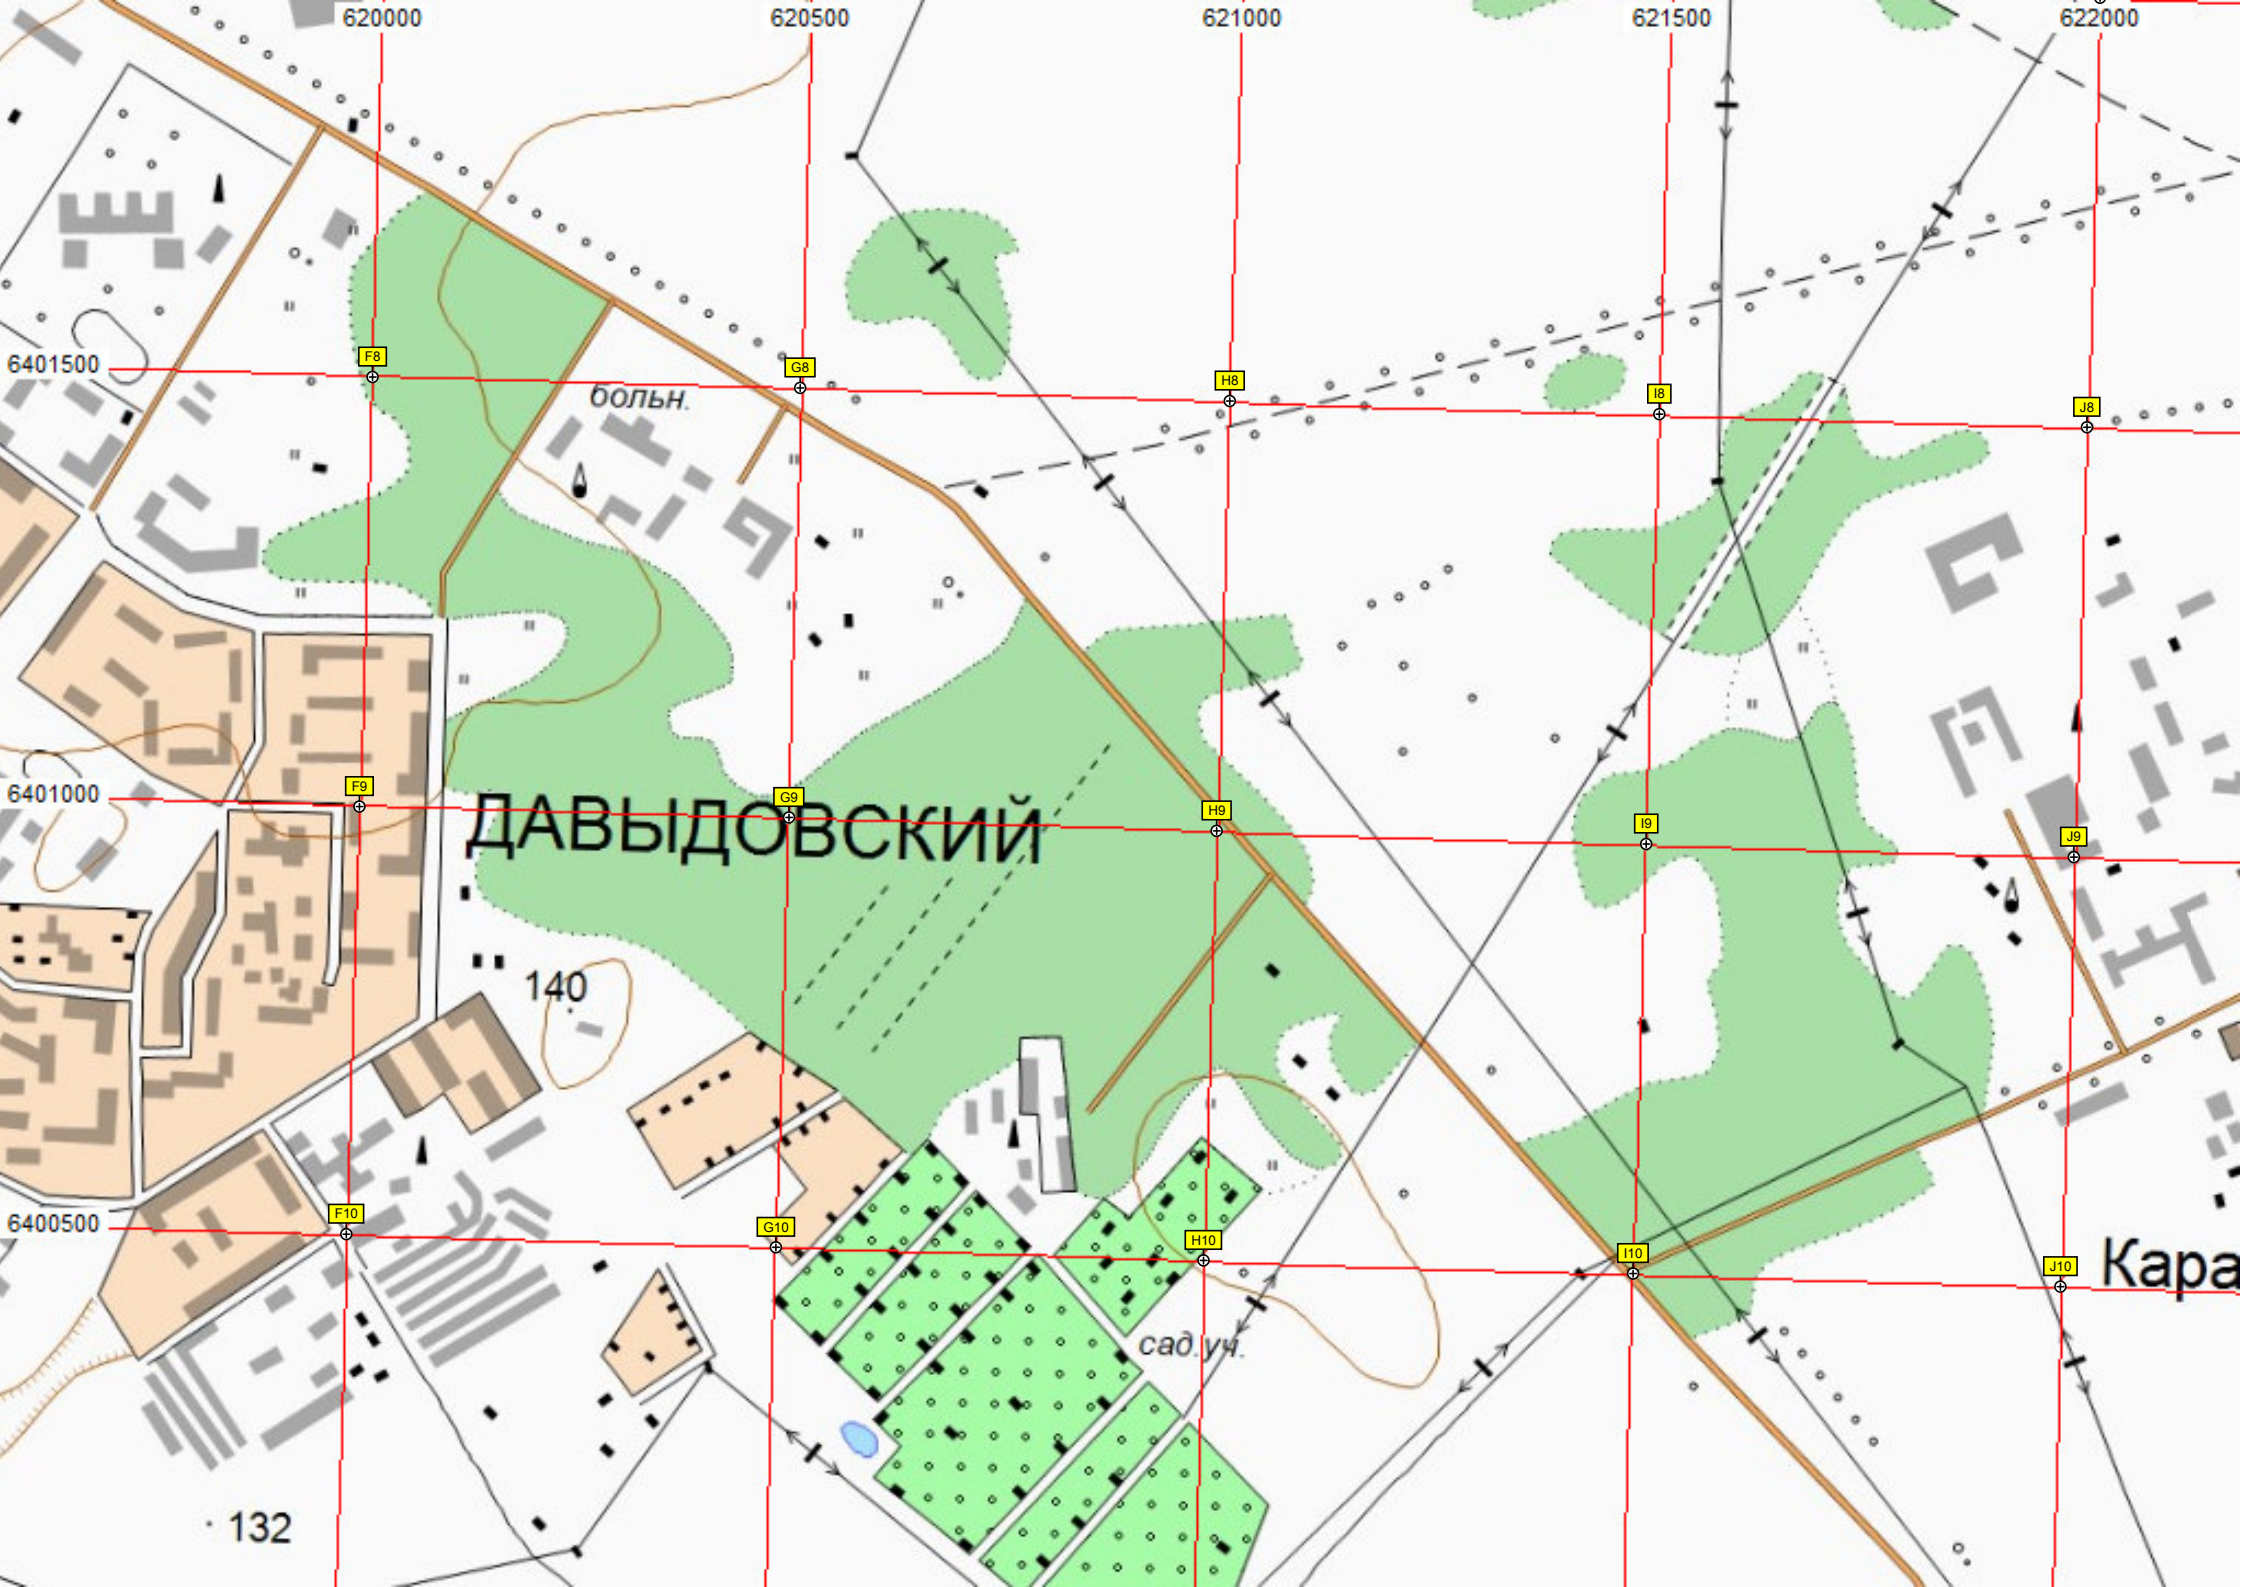 620000 620500 621000 621500 622000
6401500 F8 G8 H8 I8 J8
больн.
6401000 F9 G9 H9 I9 J9
ДАВЫДОВСКИЙ
140
6400500 F10 G10 H10 I10 J10
Кара
сад.уч.
132